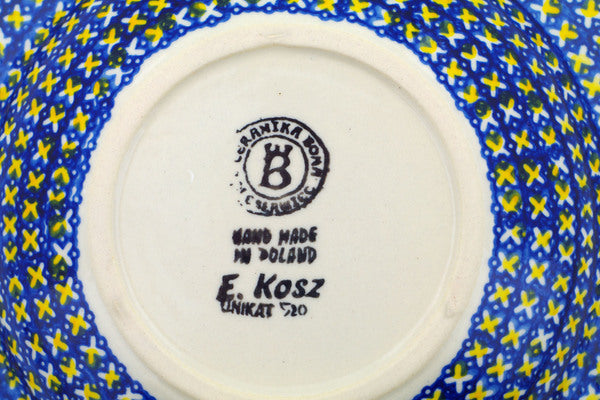 CERAMIKA BONA
B
HAND MADE
IN POLAND
E. Kosz
UNIKAT 520